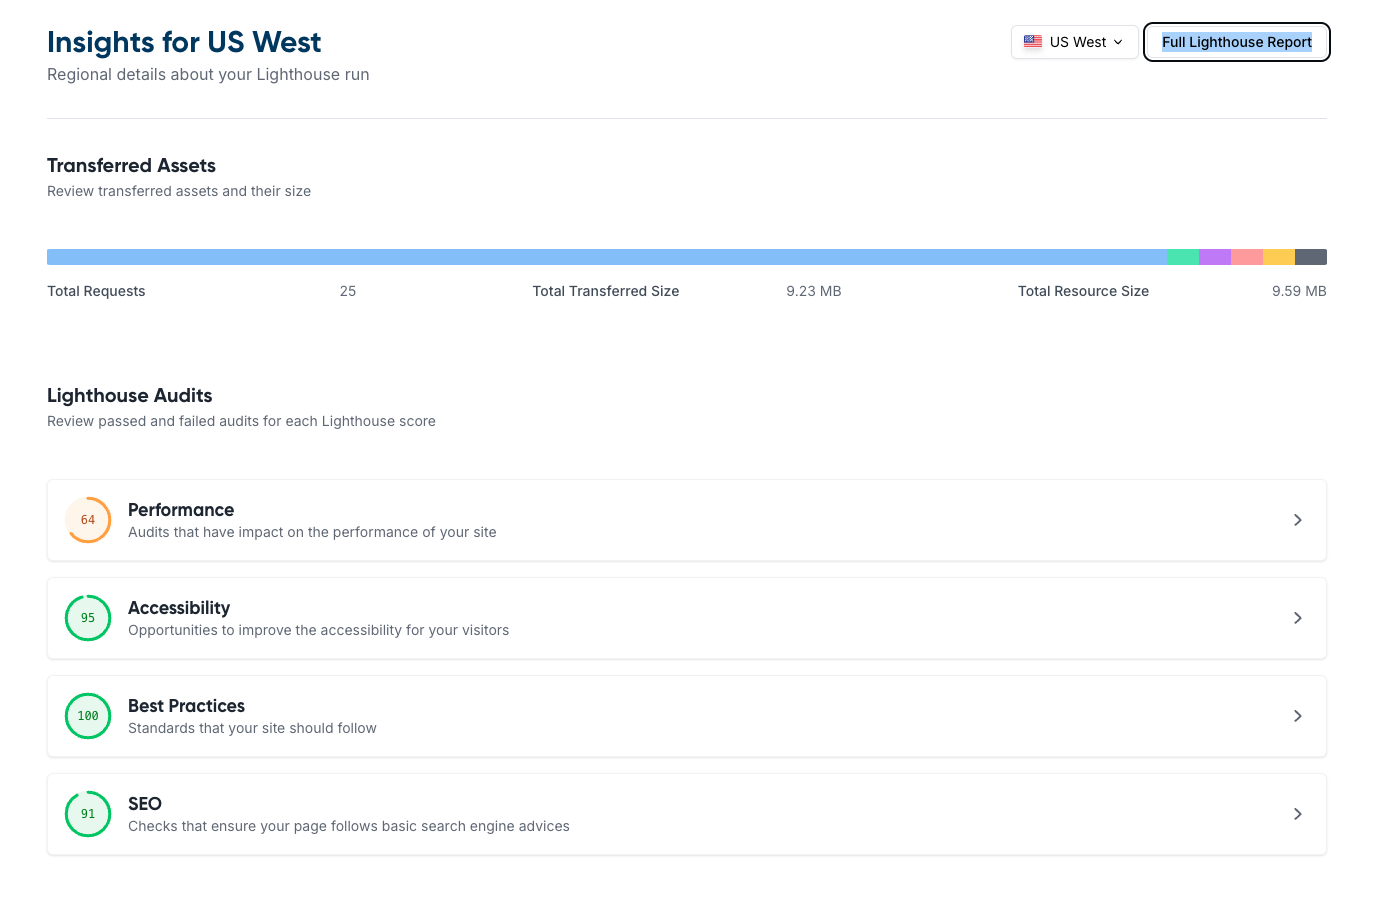 Insights for US West
Regional details about your Lighthouse run
US West
Full Lighthouse Report
Transferred Assets
Review transferred assets and their size
Total Requests 25 Total Transferred Size 9.23 MB Total Resource Size 9.59 MB
Lighthouse Audits
Review passed and failed audits for each Lighthouse score
64
Performance
Audits that have impact on the performance of your site
95
Accessibility
Opportunities to improve the accessibility for your visitors
100
Best Practices
Standards that your site should follow
91
SEO
Checks that ensure your page follows basic search engine advices